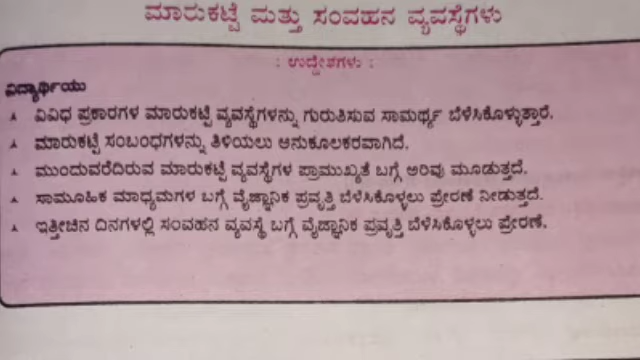 ಮಾರುಕಟ್ಟೆ ಮತ್ತು ಸಂವಹನ ವ್ಯವಸ್ಥೆಗಳು
: ಉದ್ದೇಶಗಳು :
ವಿದ್ಯಾರ್ಥಿಯು
ವಿವಿಧ ಪ್ರಕಾರಗಳ ಮಾರುಕಟ್ಟೆ ವ್ಯವಸ್ಥೆಗಳನ್ನು ಗುರುತಿಸುವ ಸಾಮರ್ಥ್ಯ ಬೆಳೆಸಿಕೊಳ್ಳುತ್ತಾರೆ.
ಮಾರುಕಟ್ಟೆ ಸಂಬಂಧಗಳನ್ನು ತಿಳಿಯಲು ಅನುಕೂಲಕರವಾಗಿದೆ.
ಮುಂದುವರೆದಿರುವ ಮಾರುಕಟ್ಟೆ ವ್ಯವಸ್ಥೆಗಳ ಪ್ರಾಮುಖ್ಯತೆ ಬಗ್ಗೆ ಅರಿವು ಮೂಡುತ್ತದೆ.
ಸಾಮೂಹಿಕ ಮಾಧ್ಯಮಗಳ ಬಗ್ಗೆ ವೈಜ್ಞಾನಿಕ ಪ್ರವೃತ್ತಿ ಬೆಳೆಸಿಕೊಳ್ಳಲು ಪ್ರೇರಣೆ ನೀಡುತ್ತದೆ.
ಇತ್ತೀಚಿನ ದಿನಗಳಲ್ಲಿ ಸಂವಹನ ವ್ಯವಸ್ಥೆ ಬಗ್ಗೆ ವೈಜ್ಞಾನಿಕ ಪ್ರವೃತ್ತಿ ಬೆಳೆಸಿಕೊಳ್ಳಲು ಪ್ರೇರಣೆ.